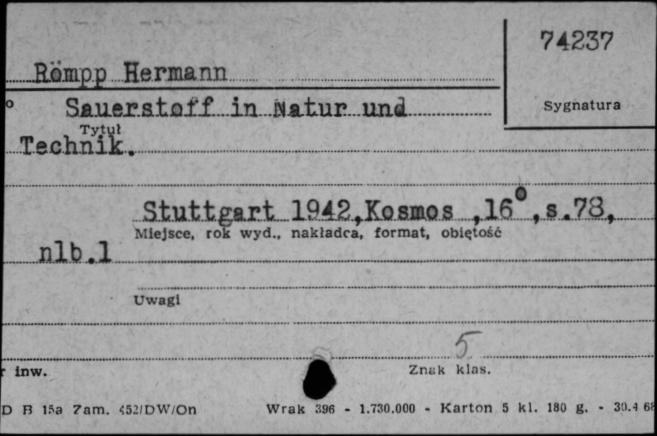 74237
Römpp Hermann
Sygnatura
o Sauerstoff in Natur und
Tytuł
Technik.
Stuttgart 1942,Kosmos ,16°,s.78,
Miejsce, rok wyd., nakładca, format, obiętość
nlb.1
Uwagi
5
r inw.
Znak klas.
D B 15a Zam. 452/DW/On Wrak 396 - 1.730.000 - Karton 5 kl. 180 g. - 30.4 68